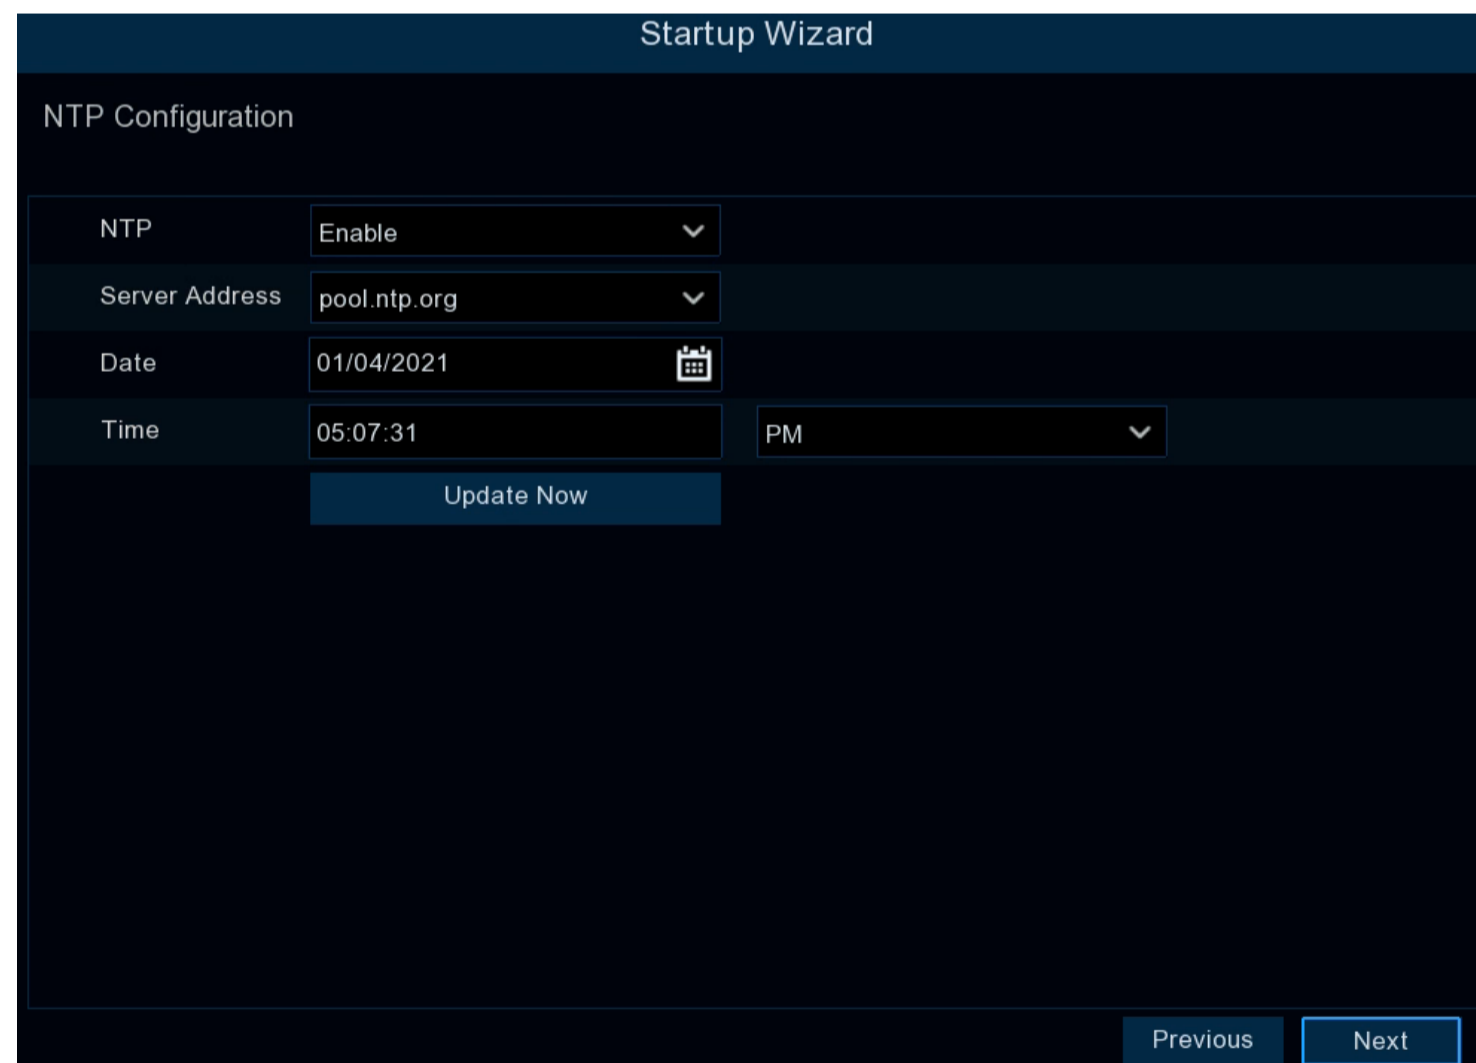 Startup Wizard
NTP Configuration
NTP Enable
Server Address pool.ntp.org
Date 01/04/2021
Time 05:07:31 PM
Update Now
Previous Next